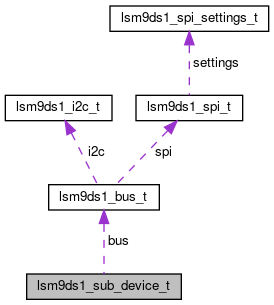 lsm9ds1_spi_settings_t
settings
lsm9ds1_i2c_t
lsm9ds1_spi_t
i2c
spi
lsm9ds1_bus_t
bus
lsm9ds1_sub_device_t